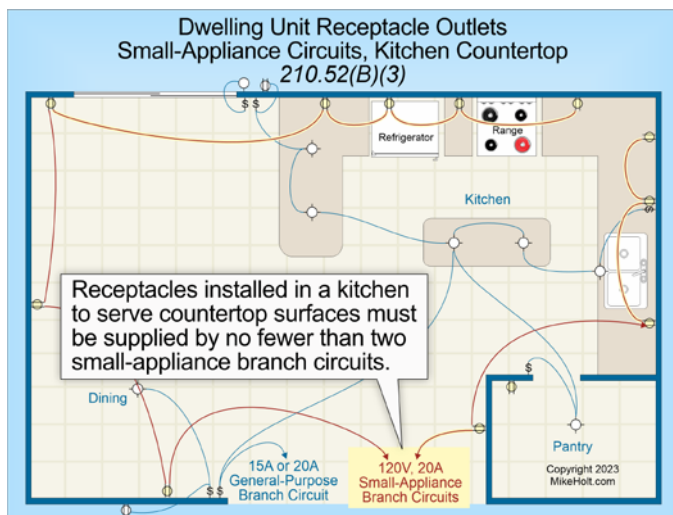 Dwelling Unit Receptacle Outlets
Small-Appliance Circuits, Kitchen Countertop
210.52(B)(3)
$ $
Refrigerator
Range
Kitchen
$
Receptacles installed in a kitchen
to serve countertop surfaces must
be supplied by no fewer than two
small-appliance branch circuits.
$
Dining
Pantry
15A or 20A
General-Purpose
Branch Circuit
120V, 20A
Small-Appliance
Branch Circuits
Copyright 2023
MikeHolt.com
$ $